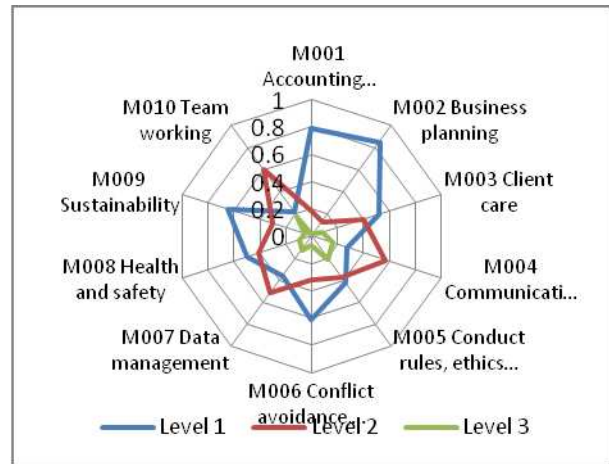 M001
Accounting...
M002 Business
planning
M003 Client
care
M004
Communicati...
M005 Conduct
rules, ethics...
M006 Conflict
avoidance...
M007 Data
management
M008 Health
and safety
M009
Sustainability
M010 Team
working
1
0.8
0.6
0.4
0.2
0
Level 1
Level 2
Level 3